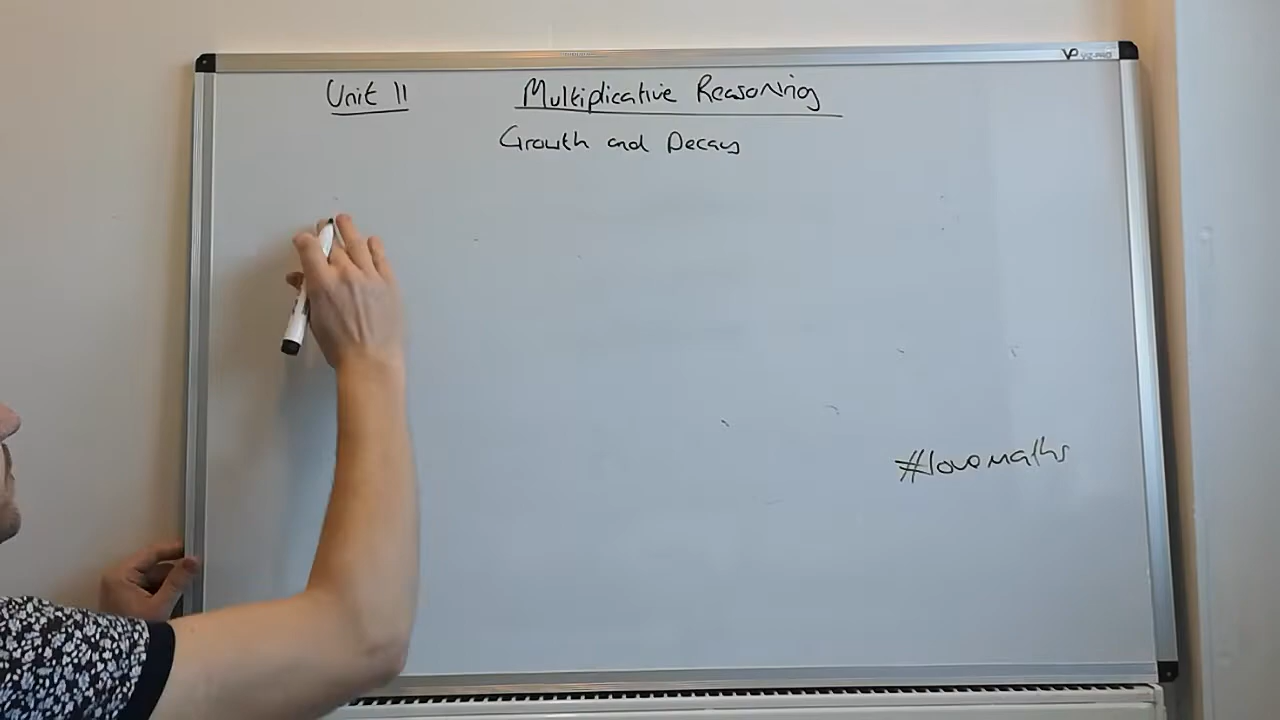 Unit 11
Multiplicative Reasoning
Growth and Decay
#lovemaths